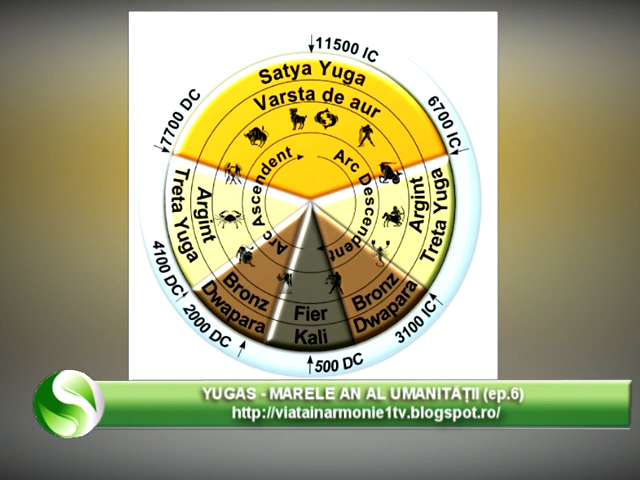 ↓11500 IC
Satya Yuga
Varsta de aur
7700 DC
6700 IC
Arc Ascendent
Arc Descendent
Treta Yuga
Argint
Argint
Treta Yuga
4100 DC
Bronz
Dwapara
Bronz
Dwapara
2000 DC
3100 IC
Fier
Kali
500 DC
YUGAS - MARELE AN AL UMANITĂȚII (ep.6)
http://viatainarmonie1tv.blogspot.ro/